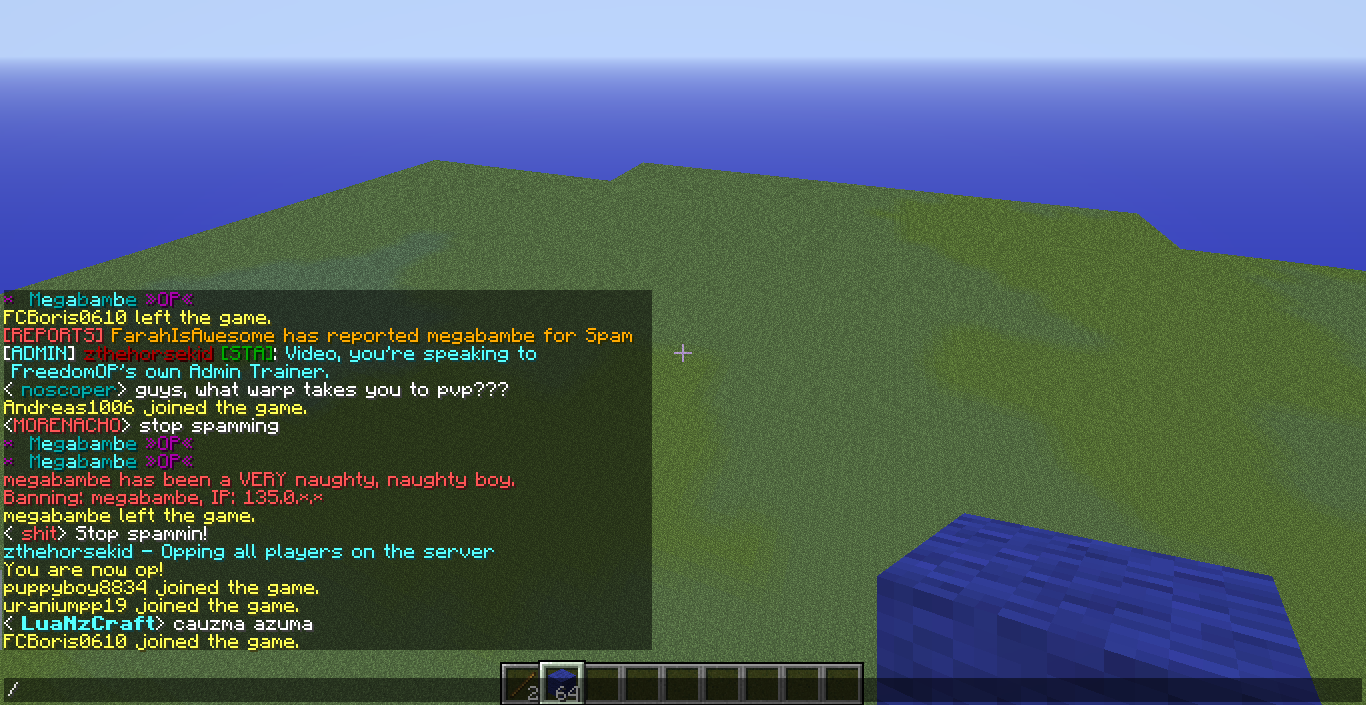 * Megabambe »OP«
FCBoris0610 left the game.
[REPORTS] FarahIsAwesome has reported megabambe for Spam
[ADMIN] zthehorsekid [STA]: Video, you're speaking to
FreedomOP's own Admin Trainer.
< noscoper> guys, what warp takes you to pvp???
Andreas1006 joined the game.
<MORENACHO> stop spamming
* Megabambe »OP«
* Megabambe »OP«
megabambe has been a VERY naughty, naughty boy.
Banning: megabambe, IP: 135.0.*.*
megabambe left the game.
< shit> Stop spammin!
zthehorsekid - Opping all players on the server
You are now op!
puppyboy8834 joined the game.
uraniumpp19 joined the game.
< LuaNzCraft> cauzma azuma
FCBoris0610 joined the game.
/
2 64